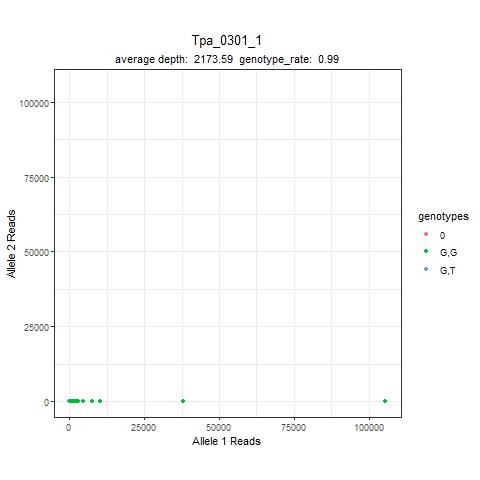 Tpa_0301_1
average depth:  2173.59  genotype_rate:  0.99
100000
75000
50000
25000
0
Allele 2 Reads
0 25000 50000 75000 100000
Allele 1 Reads
genotypes
0
G,G
G,T